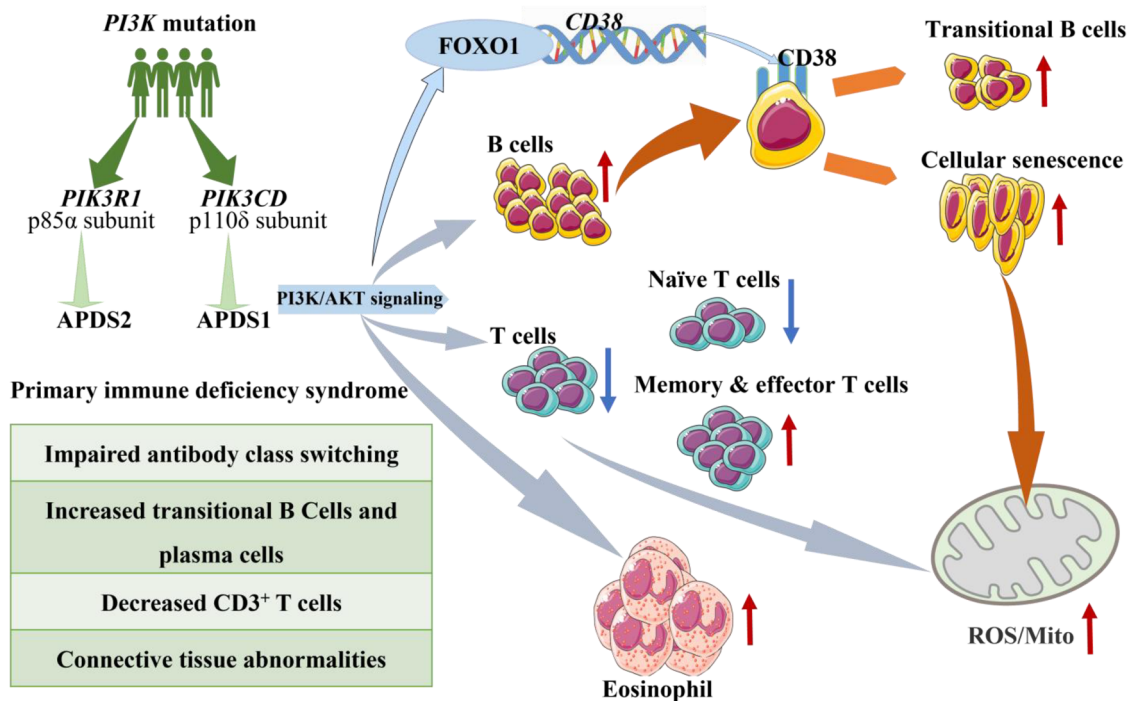 PI3K mutation
PIK3R1
p85α subunit
PIK3CD
p110δ subunit
APDS2
APDS1
PI3K/AKT signaling
FOXO1
CD38
CD38
Transitional B cells
B cells
Cellular senescence
Naïve T cells
T cells
Memory & effector T cells
Eosinophil
ROS/Mito
Primary immune deficiency syndrome
Impaired antibody class switching
Increased transitional B Cells and
plasma cells
Decreased CD3⁺ T cells
Connective tissue abnormalities